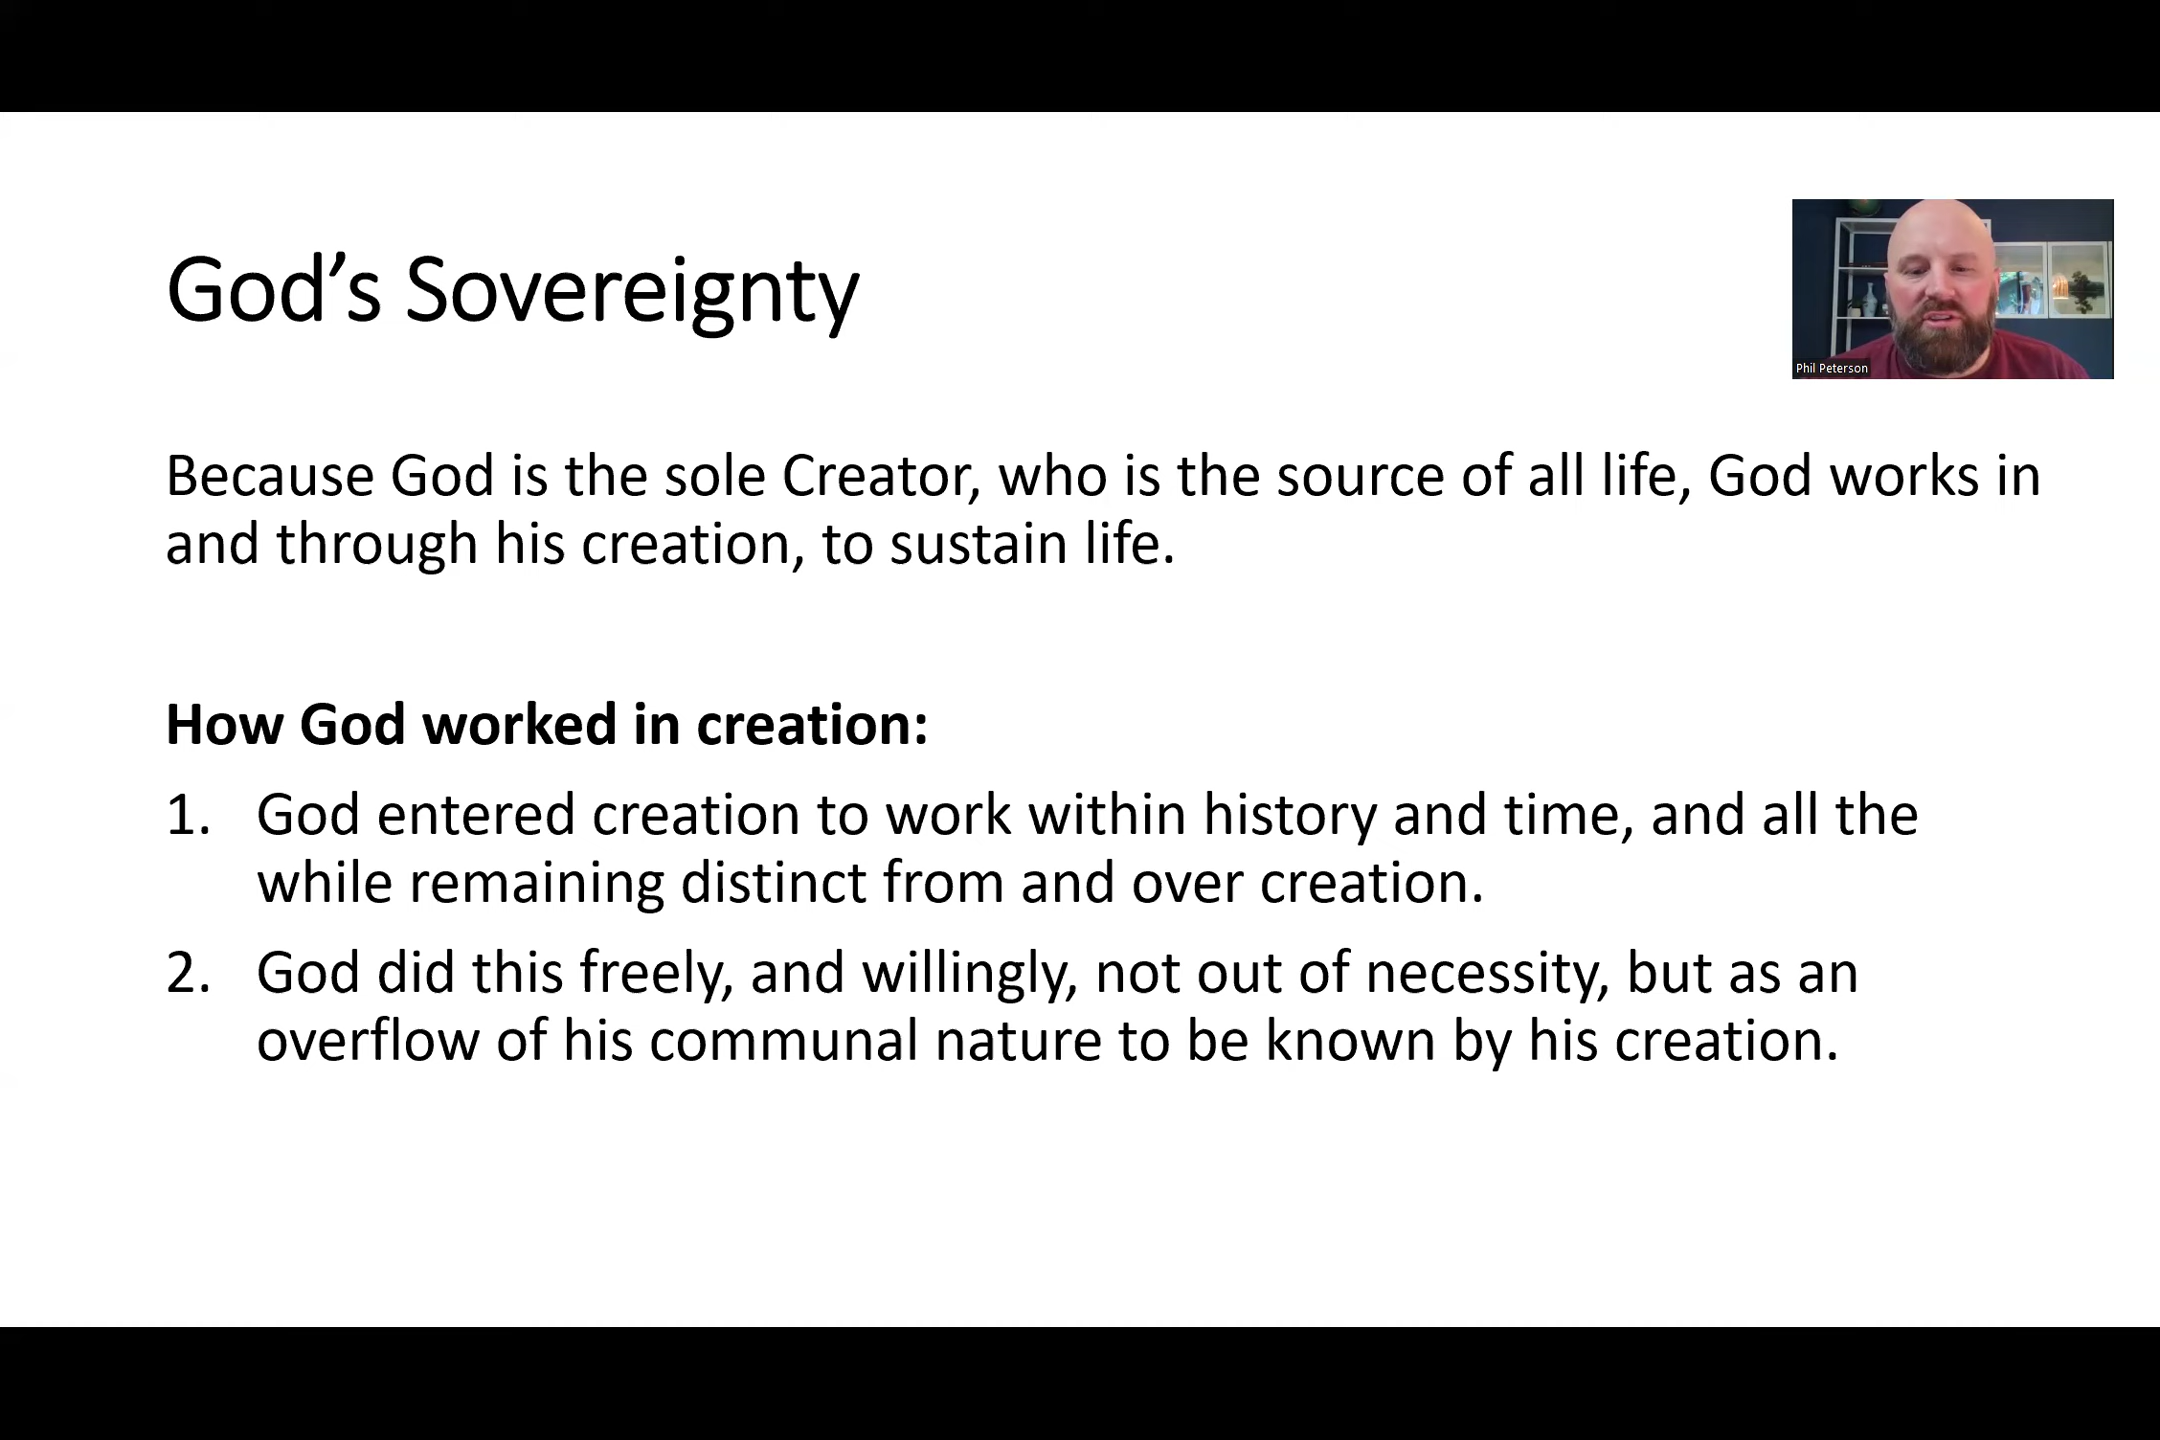 God’s Sovereignty
Phil Peterson
Because God is the sole Creator, who is the source of all life, God works in
and through his creation, to sustain life.
How God worked in creation:
1. God entered creation to work within history and time, and all the
while remaining distinct from and over creation.
2. God did this freely, and willingly, not out of necessity, but as an
overflow of his communal nature to be known by his creation.